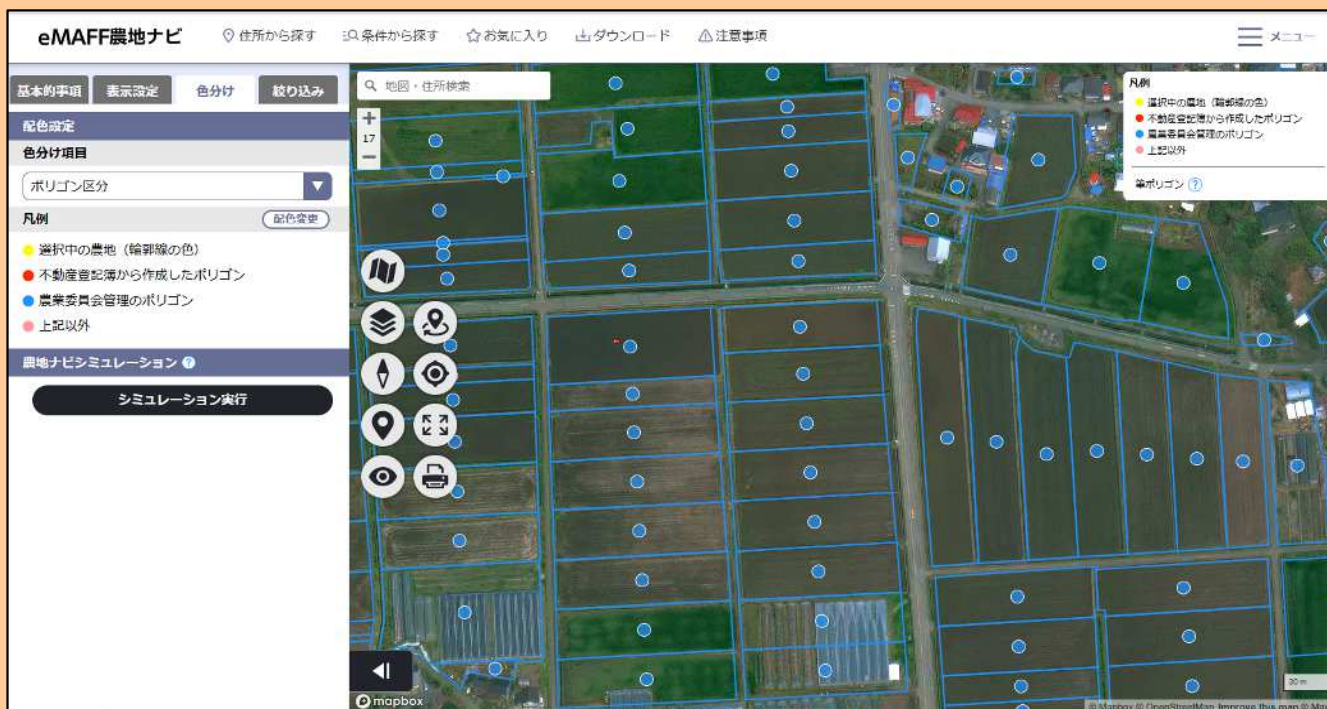 eMAFF農地ナビ
住所から探す
条件から探す
お気に入り
ダウンロード
注意事項
メニュー
基本的事項
表示設定
色分け
絞り込み
配色設定
色分け項目
ポリゴン区分
凡例
配色変更
選択中の農地（輪郭線の色）
不動産登記簿から作成したポリゴン
農業委員会管理のポリゴン
上記以外
農地ナビシミュレーション ?
シミュレーション実行
地図・住所検索
+
17
−
凡例
選択中の農地（輪郭線の色）
不動産登記簿から作成したポリゴン
農業委員会管理のポリゴン
上記以外
筆ポリゴン ?
30 m
mapbox
© Mapbox © OpenStreetMap Improve this map © Max